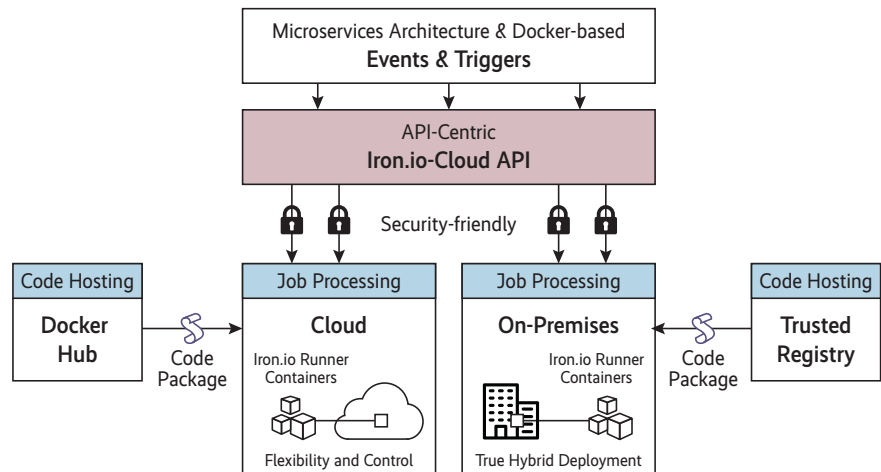 Microservices Architecture & Docker-based
Events & Triggers
API-Centric
Iron.io-Cloud API
Security-friendly
Code Hosting
Docker
Hub
Code
Package
Job Processing
Cloud
Iron.io Runner
Containers
Flexibility and Control
Job Processing
On-Premises
Iron.io Runner
Containers
True Hybrid Deployment
Code
Package
Code Hosting
Trusted
Registry